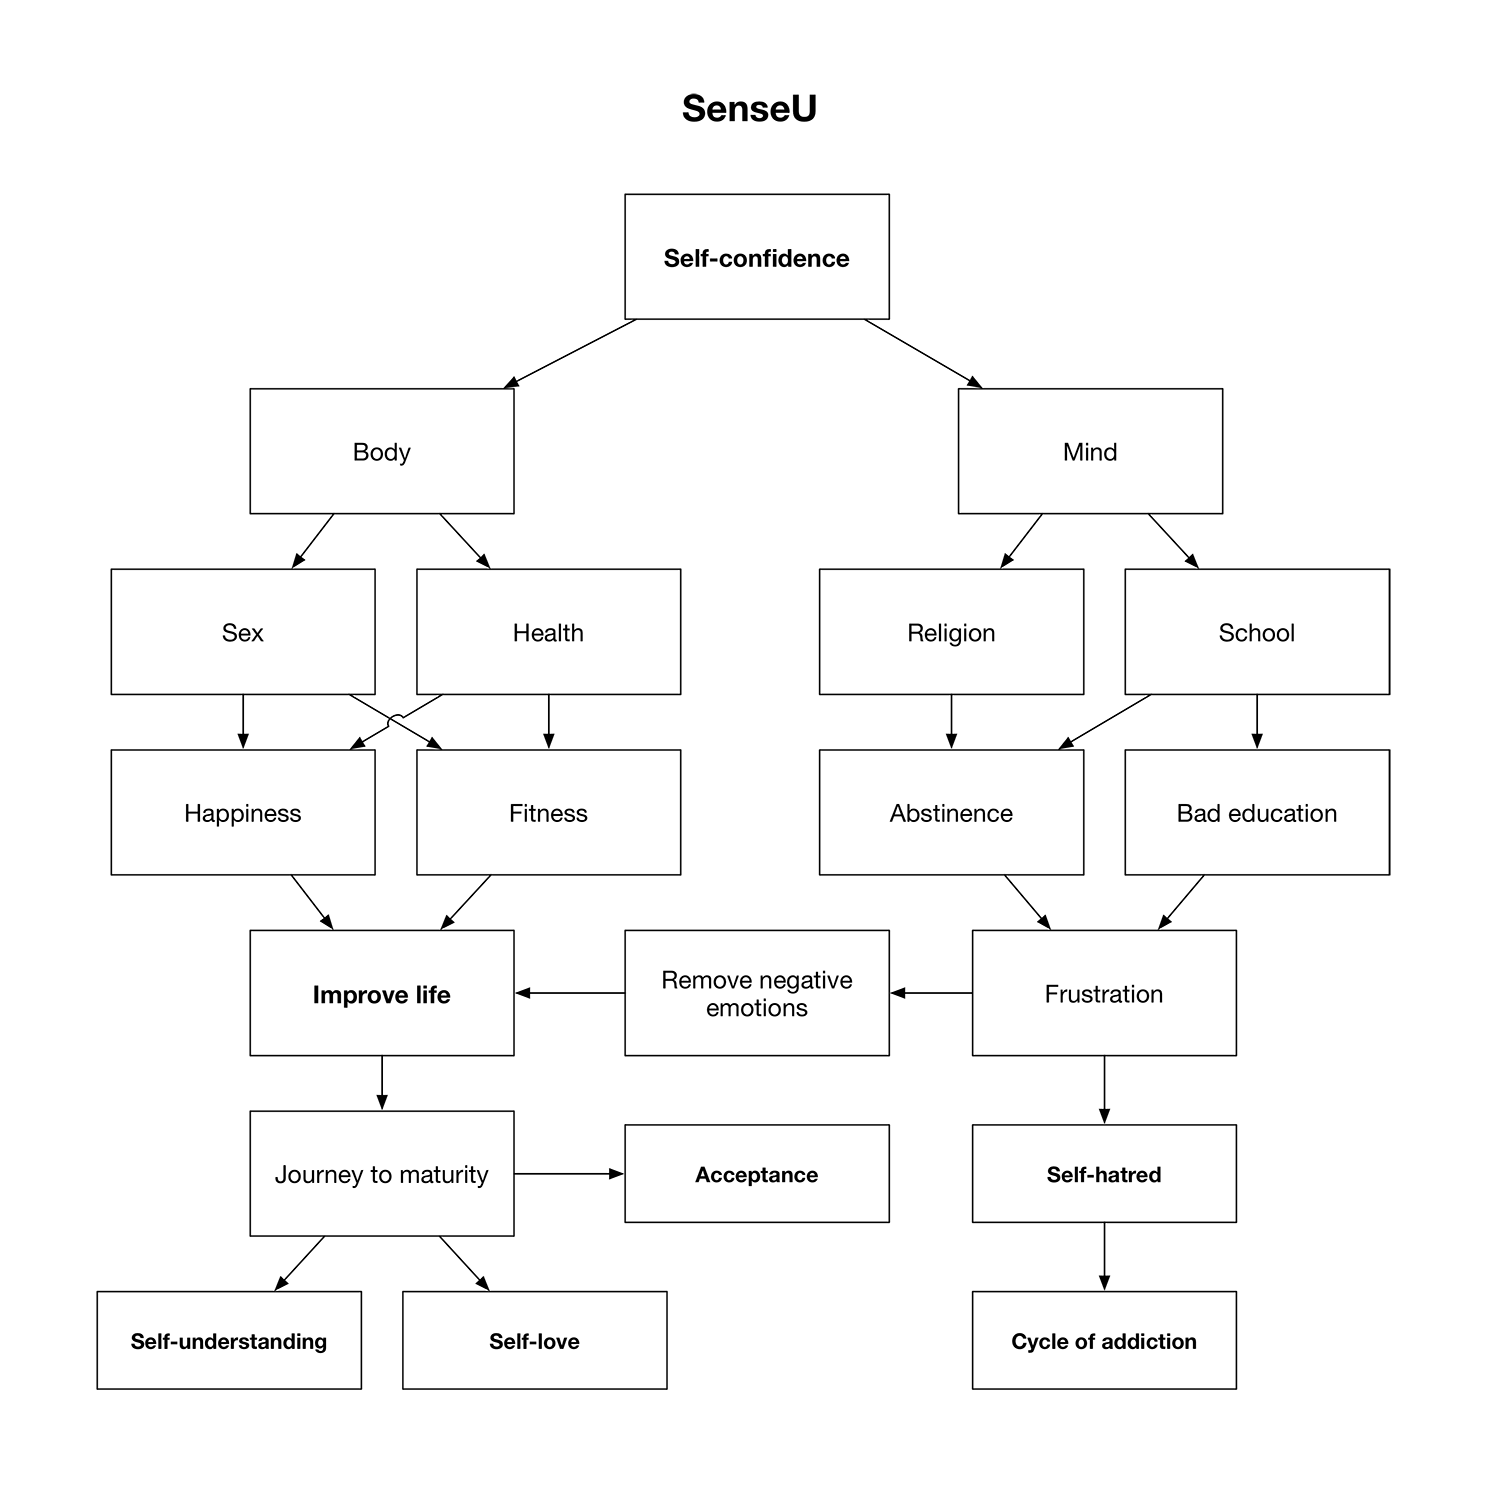 SenseU
Self-confidence
Body
Mind
Sex
Health
Religion
School
Happiness
Fitness
Abstinence
Bad education
Improve life
Remove negative
emotions
Frustration
Journey to maturity
Acceptance
Self-hatred
Self-understanding
Self-love
Cycle of addiction